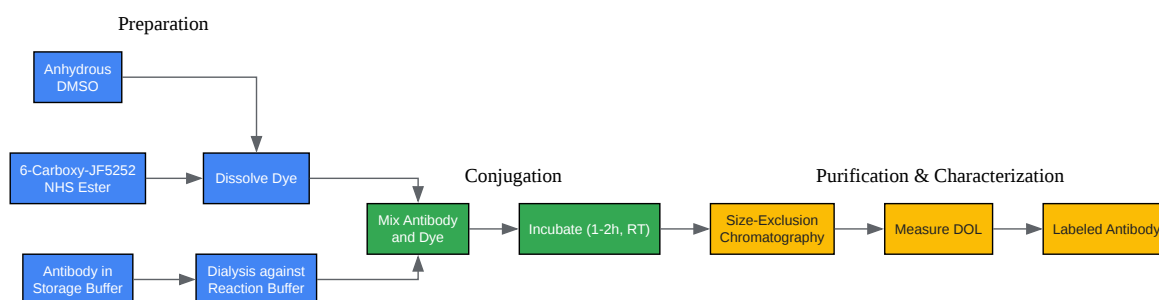 Preparation
Anhydrous
DMSO
6-Carboxy-JF5252
NHS Ester
Dissolve Dye
Antibody in
Storage Buffer
Dialysis against
Reaction Buffer
Conjugation
Mix Antibody
and Dye
Incubate (1-2h, RT)
Purification & Characterization
Size-Exclusion
Chromatography
Measure DOL
Labeled Antibody